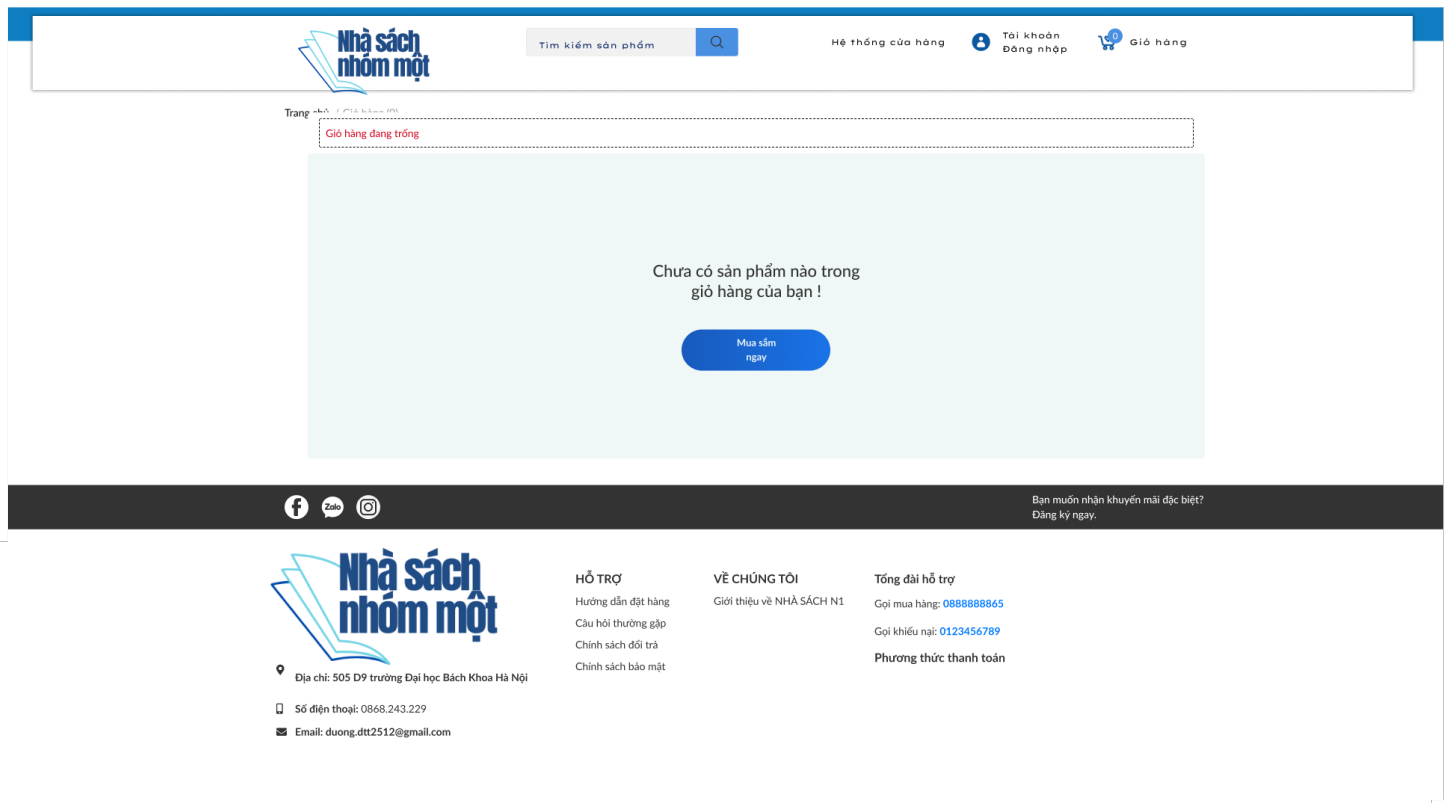 Nhà sách
nhóm một
Tìm kiếm sản phẩm
Hệ thống cửa hàng
Tài khoản
Đăng nhập
0
Giỏ hàng
Trang chủ / Giỏ hàng (0)
Giỏ hàng đang trống
Chưa có sản phẩm nào trong
giỏ hàng của bạn !
Mua sắm
ngay
Zalo
Bạn muốn nhận khuyến mãi đặc biệt?
Đăng ký ngay.
Nhà sách
nhóm một
Địa chỉ: 505 D9 trường Đại học Bách Khoa Hà Nội
Số điện thoại: 0868.243.229
Email: duong.dtt2512@gmail.com
HỖ TRỢ
Hướng dẫn đặt hàng
Câu hỏi thường gặp
Chính sách đổi trả
Chính sách bảo mật
VỀ CHÚNG TÔI
Giới thiệu về NHÀ SÁCH N1
Tổng đài hỗ trợ
Gọi mua hàng: 0888888865
Gọi khiếu nại: 0123456789
Phương thức thanh toán